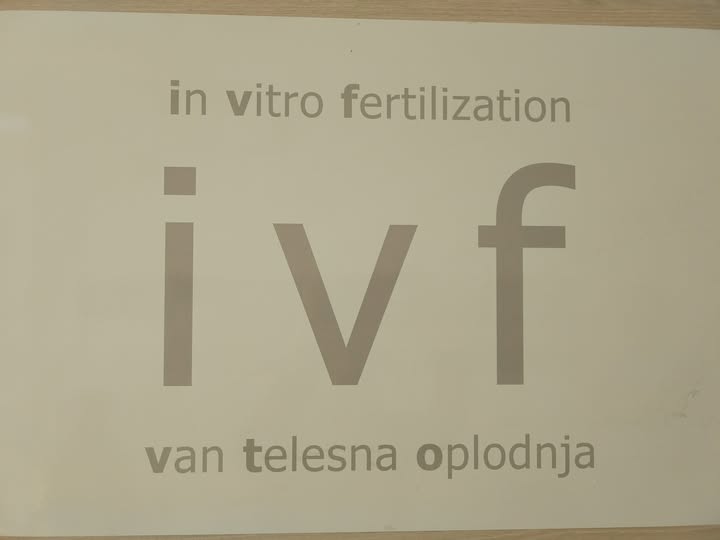 in vitro fertilization
ivf
van telesna oplodnja